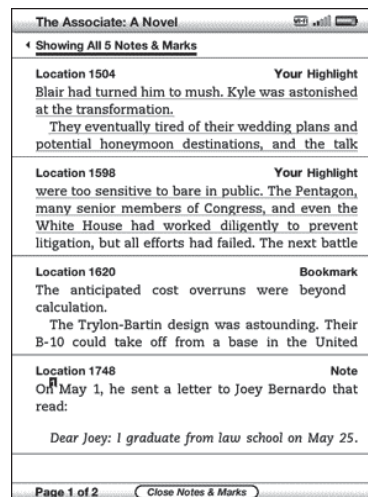 The Associate: A Novel
Showing All 5 Notes & Marks
Location 1504 Your Highlight
Blair had turned him to mush. Kyle was astonished
at the transformation.
They eventually tired of their wedding plans and
potential honeymoon destinations, and the talk
Location 1598 Your Highlight
were too sensitive to bare in public. The Pentagon,
many senior members of Congress, and even the
White House had worked diligently to prevent
litigation, but all efforts had failed. The next battle
Location 1620 Bookmark
The anticipated cost overruns were beyond
calculation.
The Trylon-Bartin design was astounding. Their
B-10 could take off from a base in the United
Location 1748 Note
On May 1, he sent a letter to Joey Bernardo that
read:
Dear Joey: I graduate from law school on May 25.
Page 1 of 2 Close Notes & Marks